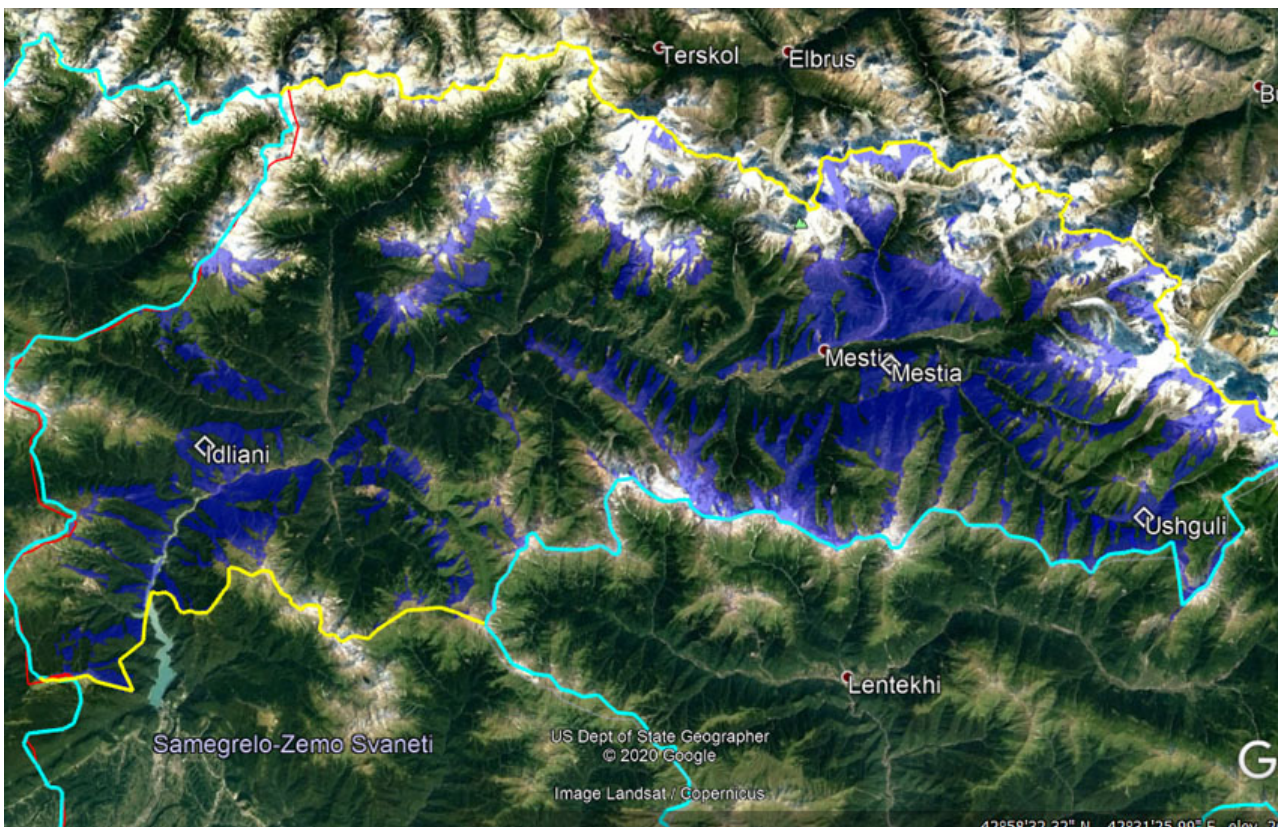 Terskol
Elbrus
Mestia
Mestia
Idliani
Ushguli
Lentekhi
Samegrelo-Zemo Svaneti
US Dept of State Geographer
© 2020 Google
Image Landsat / Copernicus